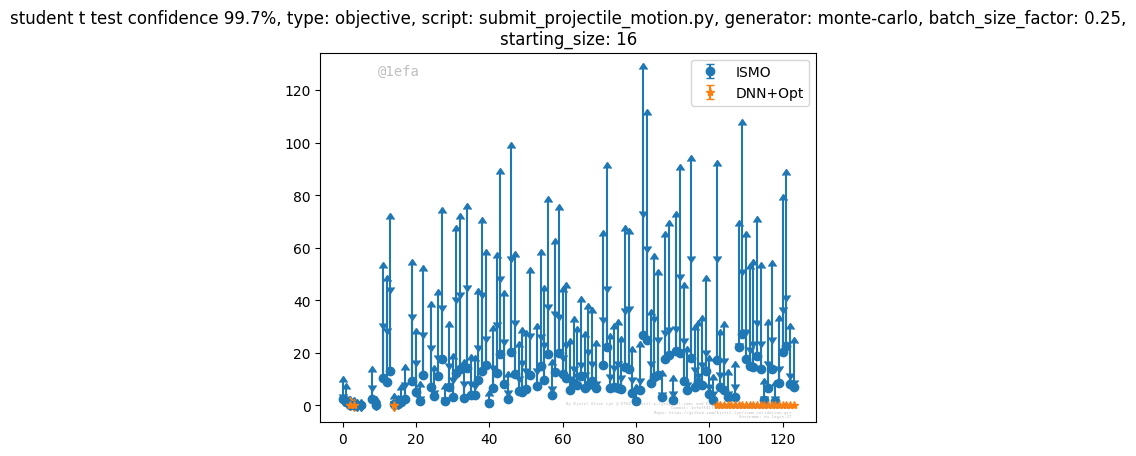 student t test confidence 99.7%, type: objective, script: submit_projectile_motion.py, generator: monte-carlo, batch_size_factor: 0.25,
starting_size: 16
@1efa
ISMO
DNN+Opt
120
100
80
60
40
20
0
0
20
40
60
80
100
120